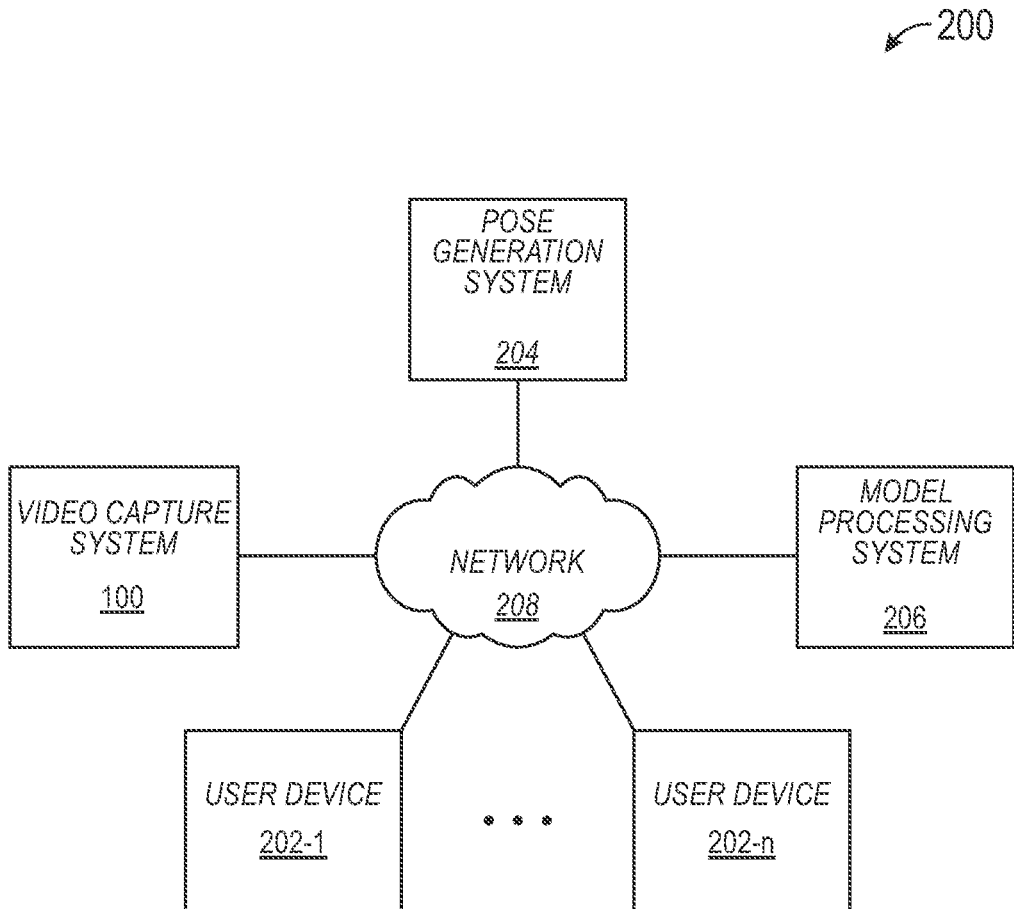 200
POSE
GENERATION
SYSTEM
204
VIDEO CAPTURE
SYSTEM
100
NETWORK
208
MODEL
PROCESSING
SYSTEM
206
USER DEVICE
202-1
• • •
USER DEVICE
202-n